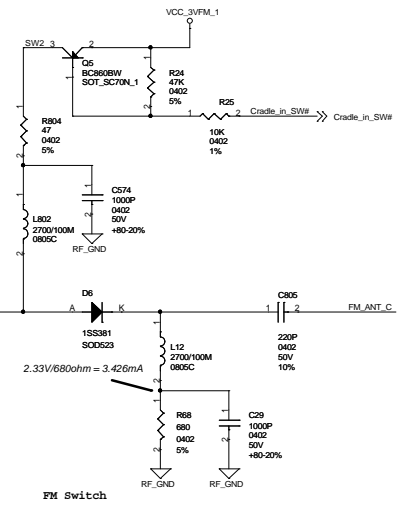 VCC_3VFM_1
SW2 3 2
Q5
BC860BW
SOT_SC70N_1
1
1
R24
47K
0402
5%
2
R25
1 2
Cradle_in_SW#
Cradle_in_SW#
10K
0402
1%
1
R804
47
0402
5%
2
1
C574
1000P
0402
50V
+80-20%
2
RF_GND
1
L802
2700/100M
0805C
2
D6
A K
1SS381
SOD523
C805
1 2
FM_ANT_C
220P
0402
50V
10%
1
L12
2700/100M
0805C
2
2.33V/680ohm = 3.426mA
1
R68
680
0402
5%
2
1
C29
1000P
0402
50V
+80-20%
2
RF_GND
RF_GND
FM Switch